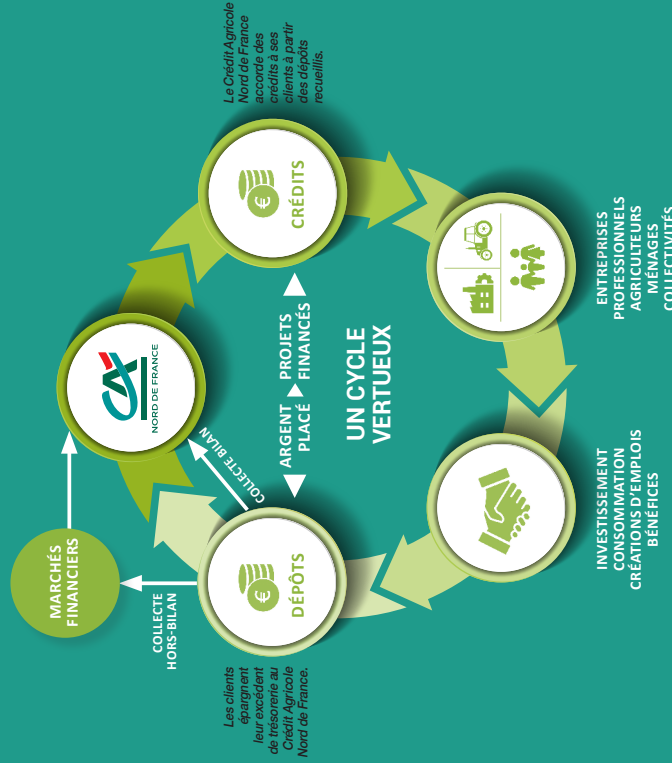 MARCHÉS
FINANCIERS
COLLECTE
HORS-BILAN
COLLECTE BILAN
CA
NORD DE FRANCE
Les clients
épargnent
leur excédent
de trésorerie au
Crédit Agricole
Nord de France.
DÉPÔTS
€
ARGENT
PLACÉ
PROJETS
FINANCÉS
UN CYCLE
VERTUEUX
€
CRÉDITS
Le Crédit Agricole
Nord de France
accorde des
crédits à ses
clients à partir
des dépôts
recueillis.
INVESTISSEMENT
CONSOMMATION
CRÉATIONS D'EMPLOIS
BÉNÉFICES
ENTREPRISES
PROFESSIONNELS
AGRICULTEURS
MÉNAGES
COLLECTIVITÉS